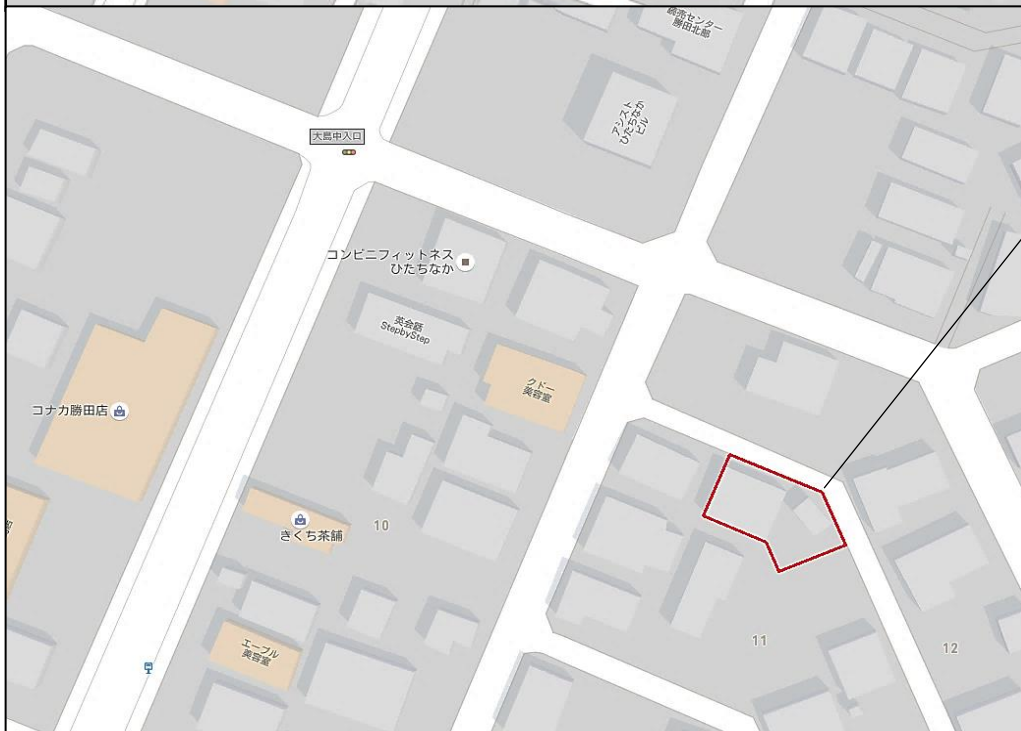 読売センター
勝田北部
アシスト
ひたちなか
ビル
大島中入口
コンビニフィットネス
ひたちなか
英会話
StepbyStep
クドー
美容室
コナカ勝田店
10
きくち茶舗
エーブル
美容室
11
12